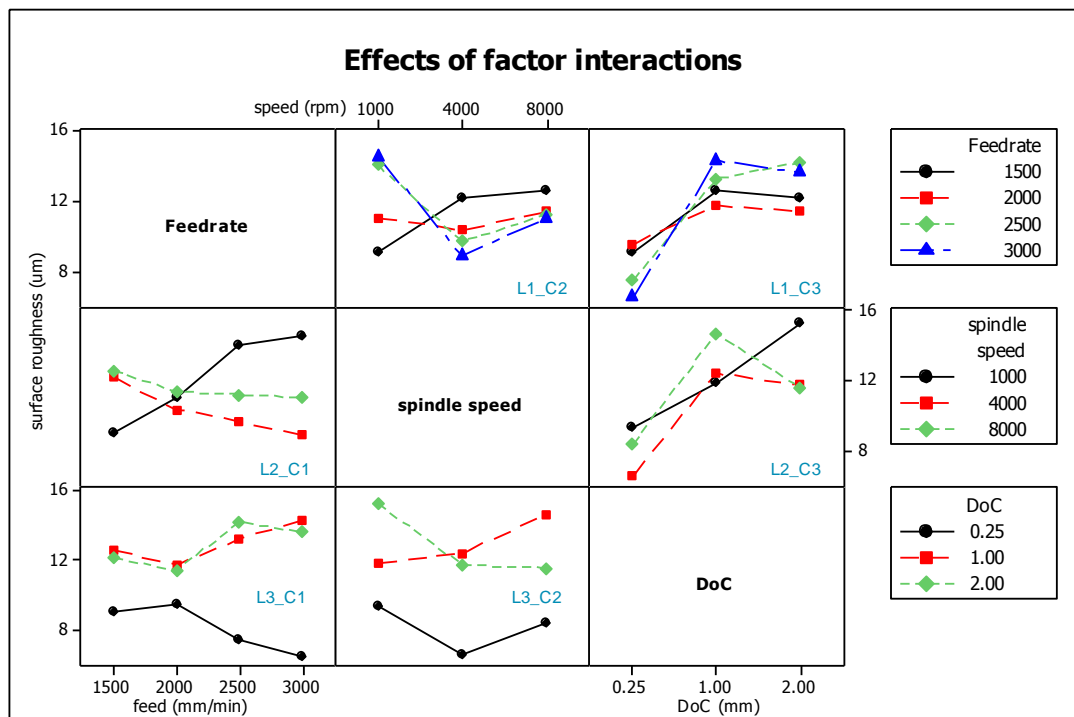 Effects of factor interactions
speed (rpm)
1000 4000 8000
16
12
8
surface roughness (um)
Feedrate
L1_C2
L1_C3
Feedrate
1500
2000
2500
3000
L2_C1
spindle speed
L2_C3
16
12
8
spindle
speed
1000
4000
8000
16
12
8
L3_C1
L3_C2
DoC
DoC
0.25
1.00
2.00
1500 2000 2500 3000
feed (mm/min)
0.25 1.00 2.00
DoC (mm)